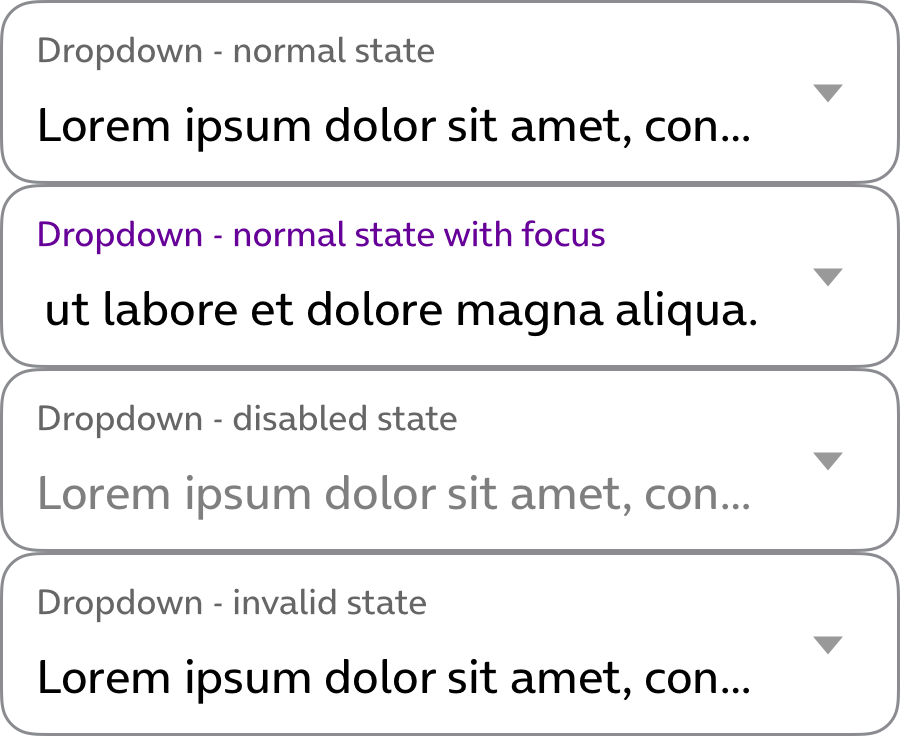 Dropdown - normal state
Lorem ipsum dolor sit amet, con...
Dropdown - normal state with focus
ut labore et dolore magna aliqua.
Dropdown - disabled state
Lorem ipsum dolor sit amet, con...
Dropdown - invalid state
Lorem ipsum dolor sit amet, con...